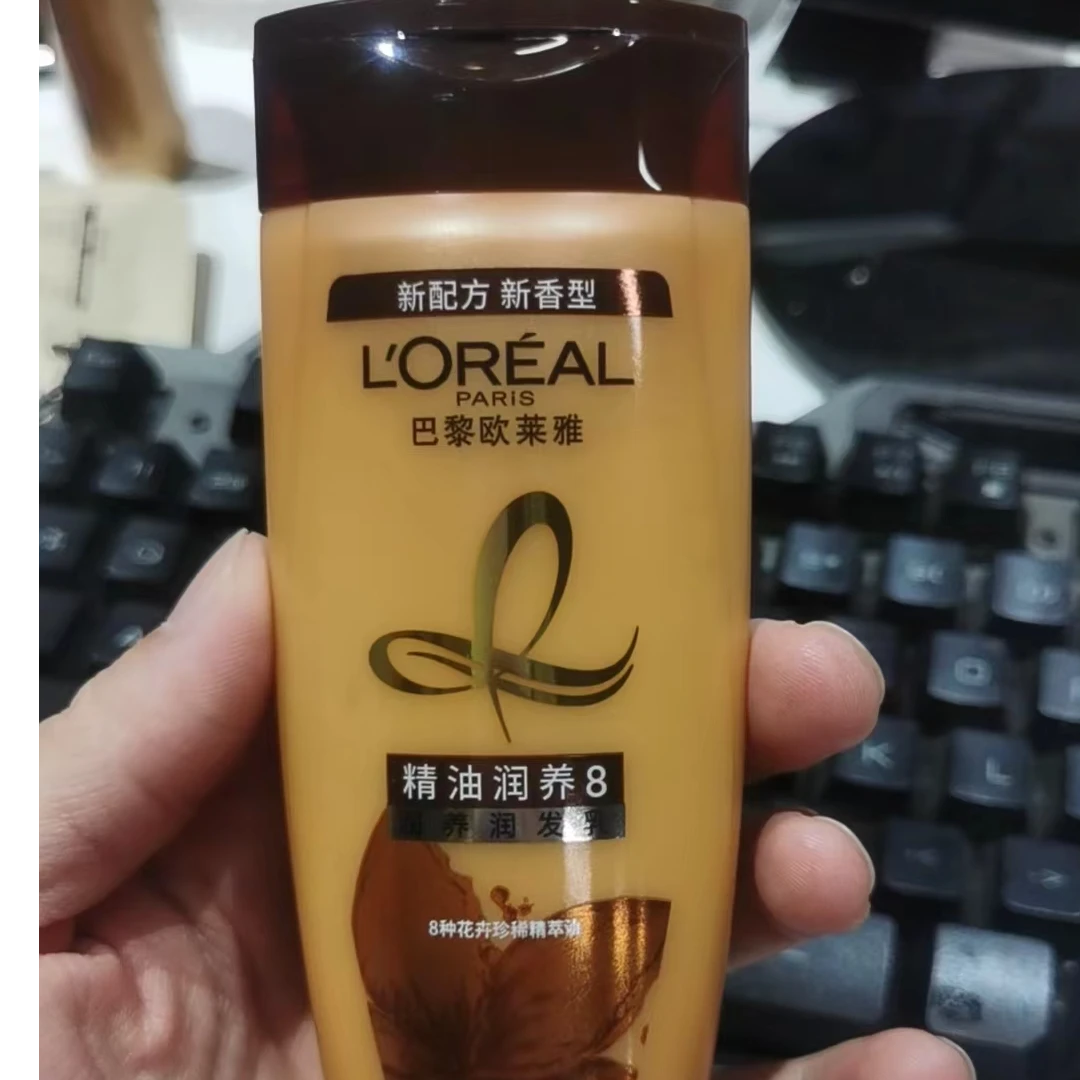 新配方 新香型
L'ORÉAL
PARIS
巴黎欧莱雅
精油润养8
润养润发乳
8种花卉珍稀精萃油
K
L